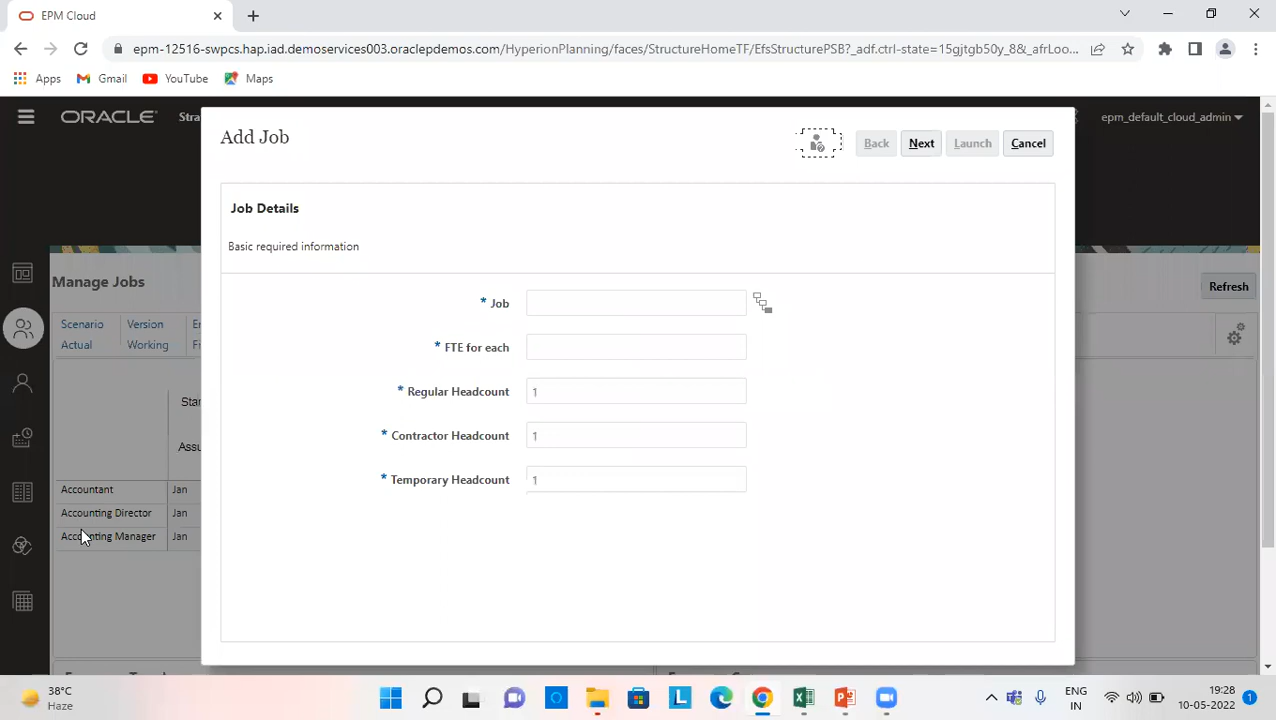 EPM Cloud
epm-12516-swpcs.hap.iad.demoservices003.oraclepdemos.com/HyperionPlanning/faces/StructureHomeTF/EfsStructurePSB?_adf.ctrl-state=15gjtgb50y_8&_afrLoo...
Apps Gmail YouTube Maps
ORACLE Stra epm_default_cloud_admin
Add Job
Back Next Launch Cancel
Job Details
Basic required information
Manage Jobs
Refresh
Scenario Version
Actual Working
* Job
* FTE for each
* Regular Headcount 1
* Contractor Headcount 1
* Temporary Headcount 1
Accountant Jan
Accounting Director Jan
Accounting Manager Jan
38°C
Haze
ENG
IN
19:28
10-05-2022
1